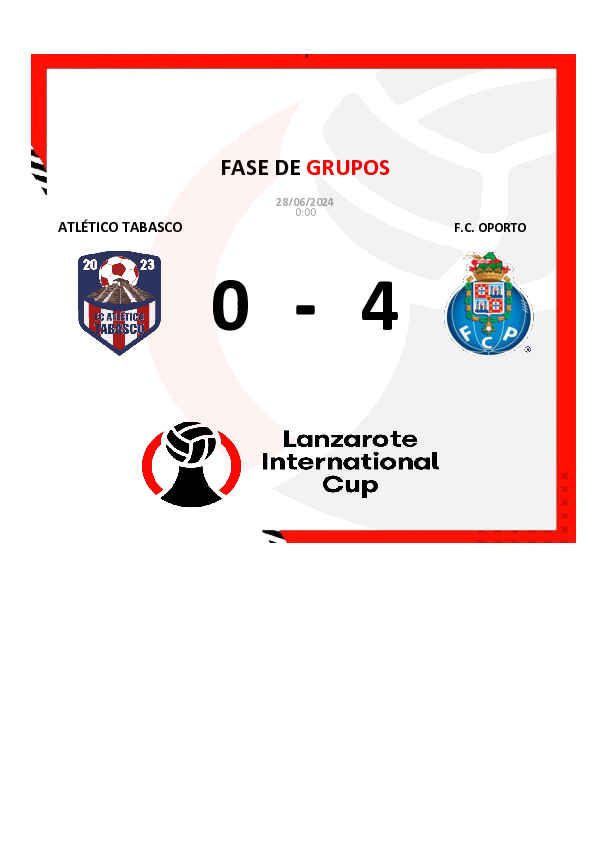 FASE DE GRUPOS
28/06/2024
0:00
ATLÉTICO TABASCO
F.C. OPORTO
20 23
FC ATLÉTICO
TABASCO
0 - 4
FCP
®
Lanzarote
International
Cup